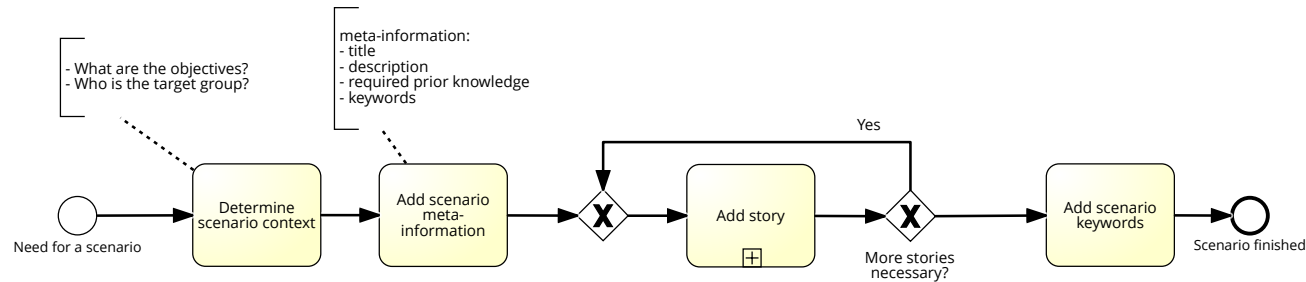 - What are the objectives?
- Who is the target group?
meta-information:
- title
- description
- required prior knowledge
- keywords
Yes
Need for a scenario
Determine
scenario context
Add scenario
meta-
information
Add story
More stories
necessary?
Add scenario
keywords
Scenario finished